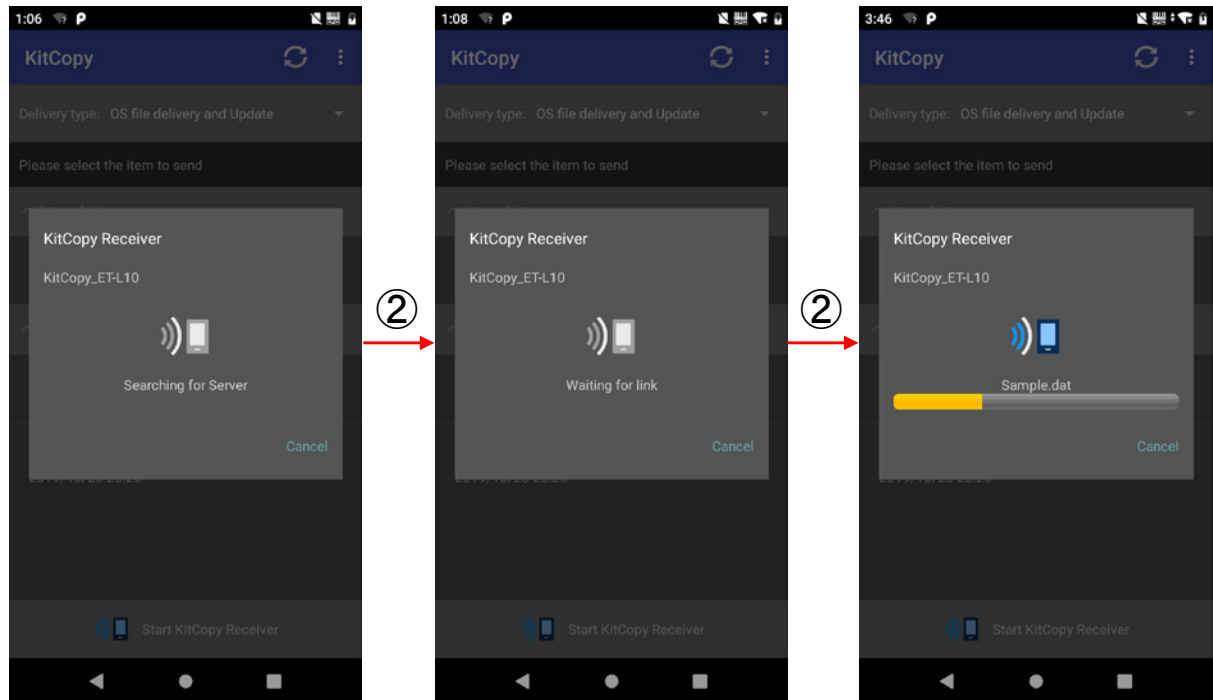 1:06
KitCopy
Delivery type: OS file delivery and Update
Please select the item to send
KitCopy Receiver
KitCopy_ET-L10
Searching for Server
Cancel
Start KitCopy Receiver
②
1:08
KitCopy
Delivery type: OS file delivery and Update
Please select the item to send
KitCopy Receiver
KitCopy_ET-L10
Waiting for link
Cancel
Start KitCopy Receiver
②
3:46
KitCopy
Delivery type: OS file delivery and Update
Please select the item to send
KitCopy Receiver
KitCopy_ET-L10
Sample.dat
Cancel
Start KitCopy Receiver